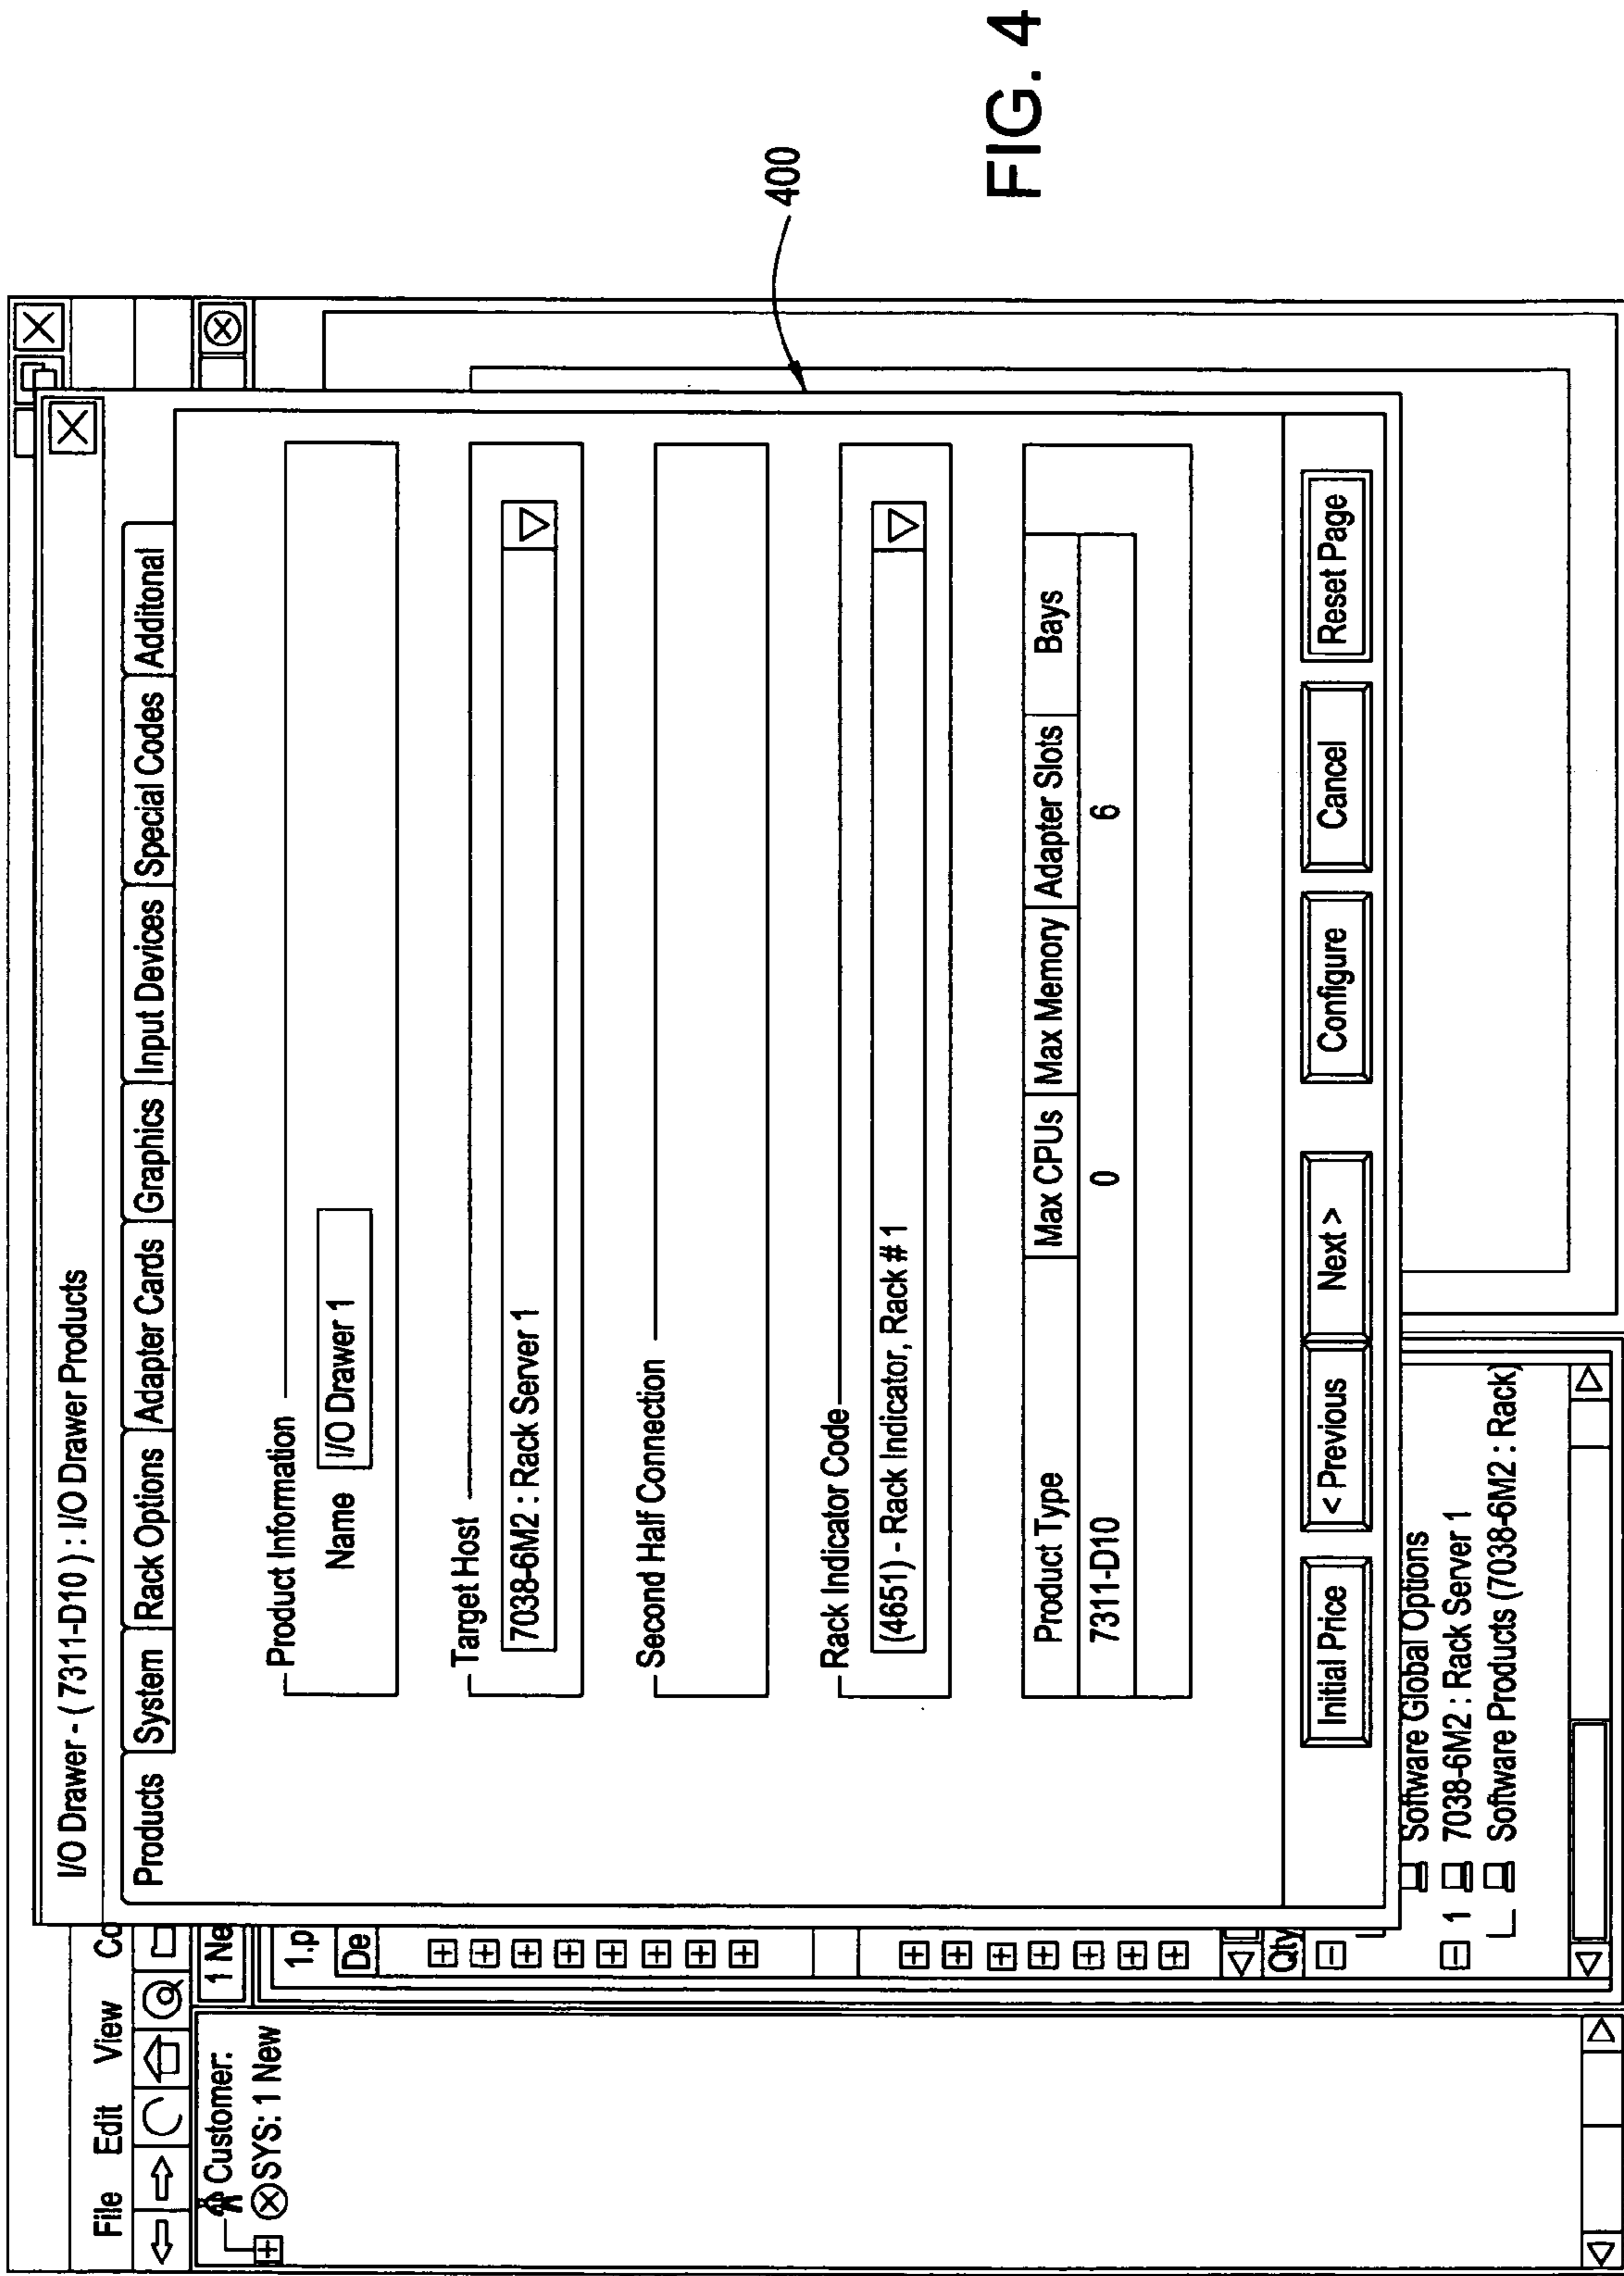 I/O Drawer - ( 7311-D10 ) : I/O Drawer Products
File Edit View Co
Products System Rack Options Adapter Cards Graphics Input Devices Special Codes Additonal
Customer:
SYS: 1 New
1 Ne
1.p
De
Product Information
Name I/O Drawer 1
Target Host
7038-6M2 : Rack Server 1
Second Half Connection
Rack Indicator Code
(4651) - Rack Indicator, Rack # 1
Product Type Max CPUs Max Memory Adapter Slots Bays
7311-D10 0 6
Initial Price < Previous Next > Configure Cancel Reset Page
Qty
Software Global Options
1 7038-6M2 : Rack Server 1
Software Products (7038-6M2 : Rack)
400
FIG. 4